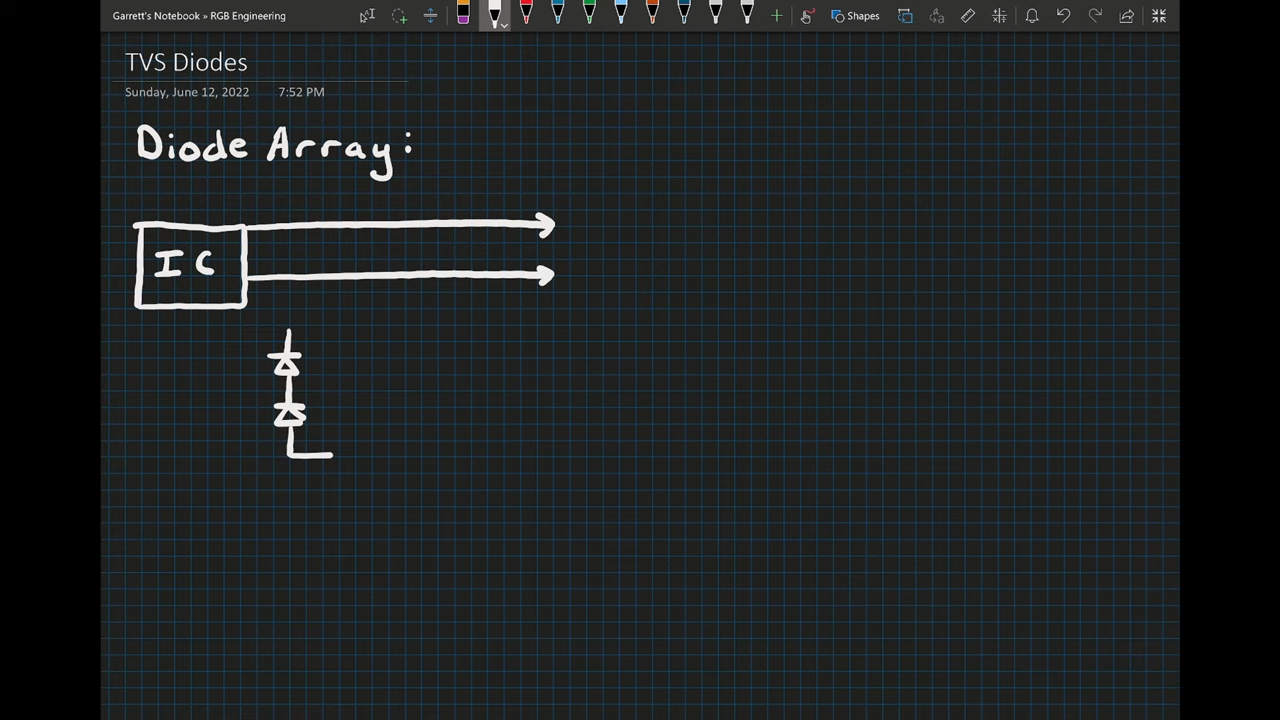 Garrett's Notebook » RGB Engineering
Shapes
TVS Diodes
Sunday, June 12, 2022 7:52 PM
Diode Array:
IC